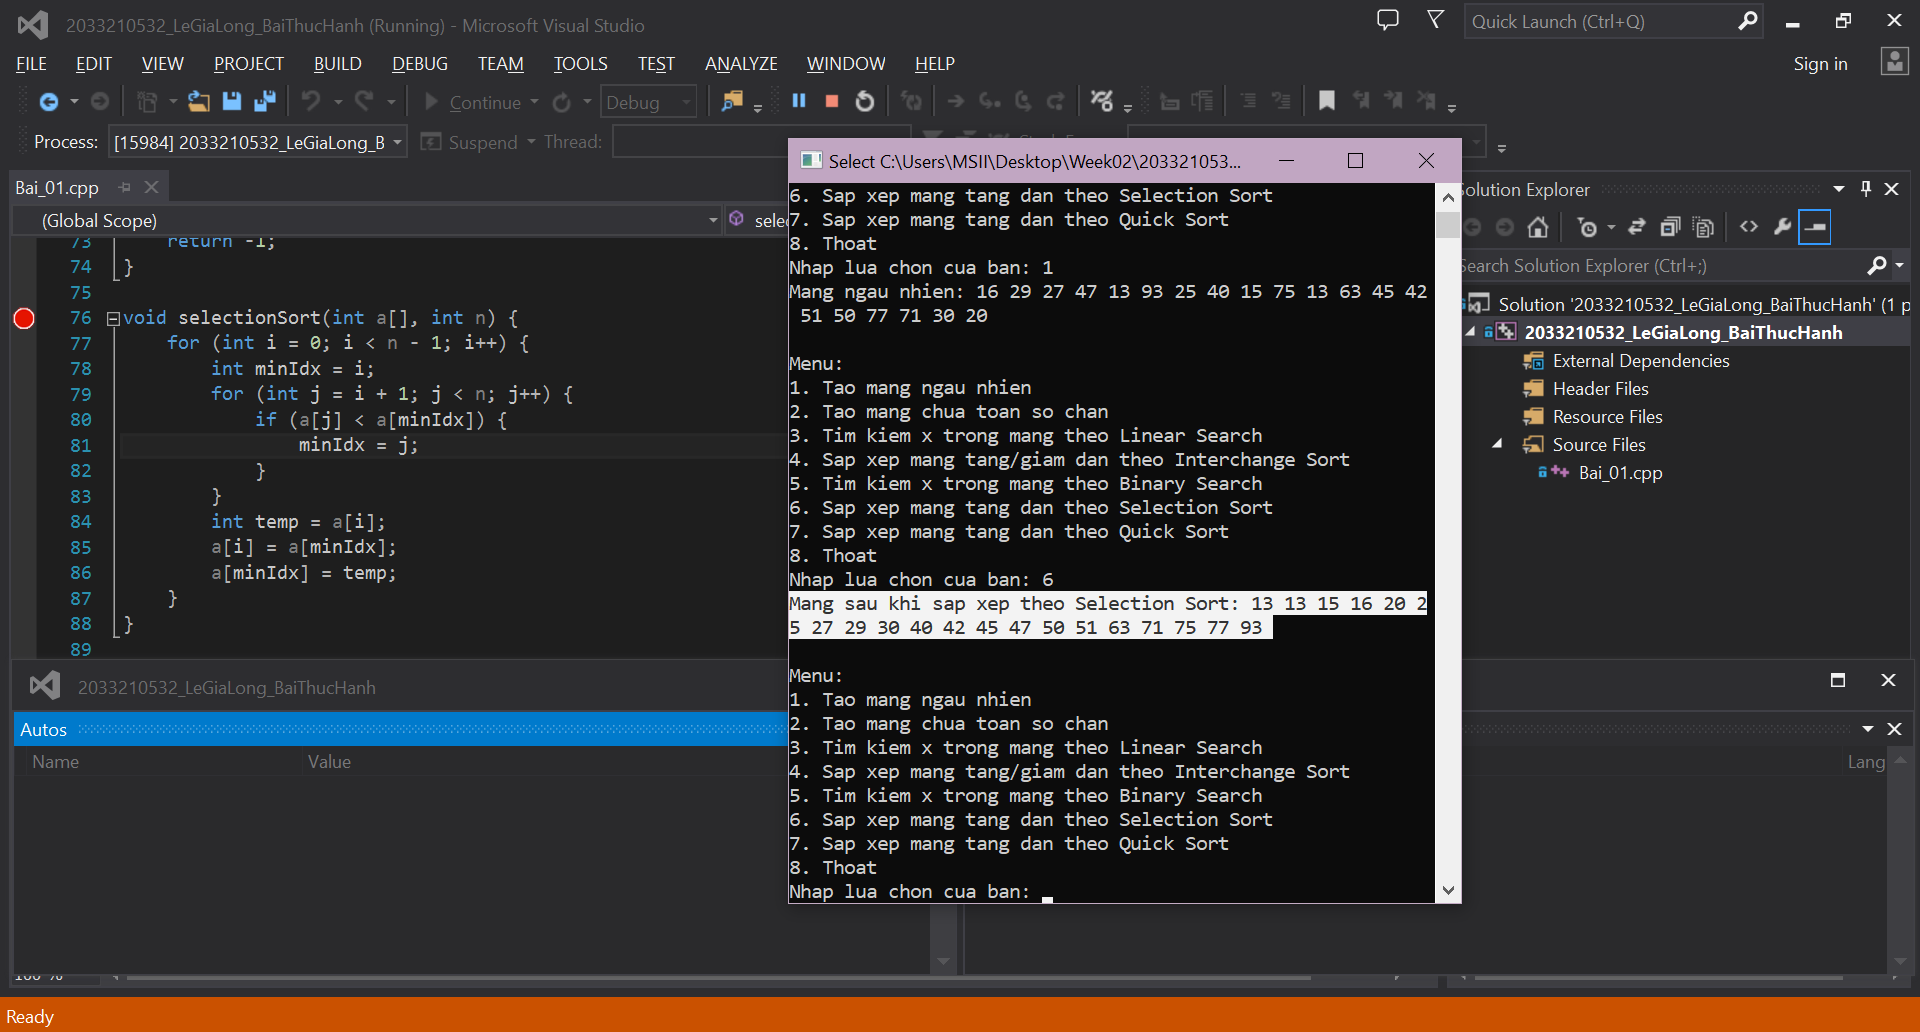 2033210532_LeGiaLong_BaiThucHanh (Running) - Microsoft Visual Studio
Quick Launch (Ctrl+Q)
FILE EDIT VIEW PROJECT BUILD DEBUG TEAM TOOLS TEST ANALYZE WINDOW HELP
Sign in
Continue Debug
Process: [15984] 2033210532_LeGiaLong_B Suspend Thread:
Bai_01.cpp
(Global Scope)
selec
73 return -1;
74 }
75
76 void selectionSort(int a[], int n) {
77 for (int i = 0; i < n - 1; i++) {
78 int minIdx = i;
79 for (int j = i + 1; j < n; j++) {
80 if (a[j] < a[minIdx]) {
81 minIdx = j;
82 }
83 }
84 int temp = a[i];
85 a[i] = a[minIdx];
86 a[minIdx] = temp;
87 }
88 }
89
2033210532_LeGiaLong_BaiThucHanh
Autos
Name Value
Lang
Select C:\Users\MSII\Desktop\Week02\203321053...
6. Sap xep mang tang dan theo Selection Sort
7. Sap xep mang tang dan theo Quick Sort
8. Thoat
Nhap lua chon cua ban: 1
Mang ngau nhien: 16 29 27 47 13 93 25 40 15 75 13 63 45 42
51 50 77 71 30 20
Menu:
1. Tao mang ngau nhien
2. Tao mang chua toan so chan
3. Tim kiem x trong mang theo Linear Search
4. Sap xep mang tang/giam dan theo Interchange Sort
5. Tim kiem x trong mang theo Binary Search
6. Sap xep mang tang dan theo Selection Sort
7. Sap xep mang tang dan theo Quick Sort
8. Thoat
Nhap lua chon cua ban: 6
Mang sau khi sap xep theo Selection Sort: 13 13 15 16 20 2
5 27 29 30 40 42 45 47 50 51 63 71 75 77 93
Menu:
1. Tao mang ngau nhien
2. Tao mang chua toan so chan
3. Tim kiem x trong mang theo Linear Search
4. Sap xep mang tang/giam dan theo Interchange Sort
5. Tim kiem x trong mang theo Binary Search
6. Sap xep mang tang dan theo Selection Sort
7. Sap xep mang tang dan theo Quick Sort
8. Thoat
Nhap lua chon cua ban:
Solution Explorer
Search Solution Explorer (Ctrl+;)
Solution '2033210532_LeGiaLong_BaiThucHanh' (1 p
2033210532_LeGiaLong_BaiThucHanh
External Dependencies
Header Files
Resource Files
Source Files
Bai_01.cpp
Ready